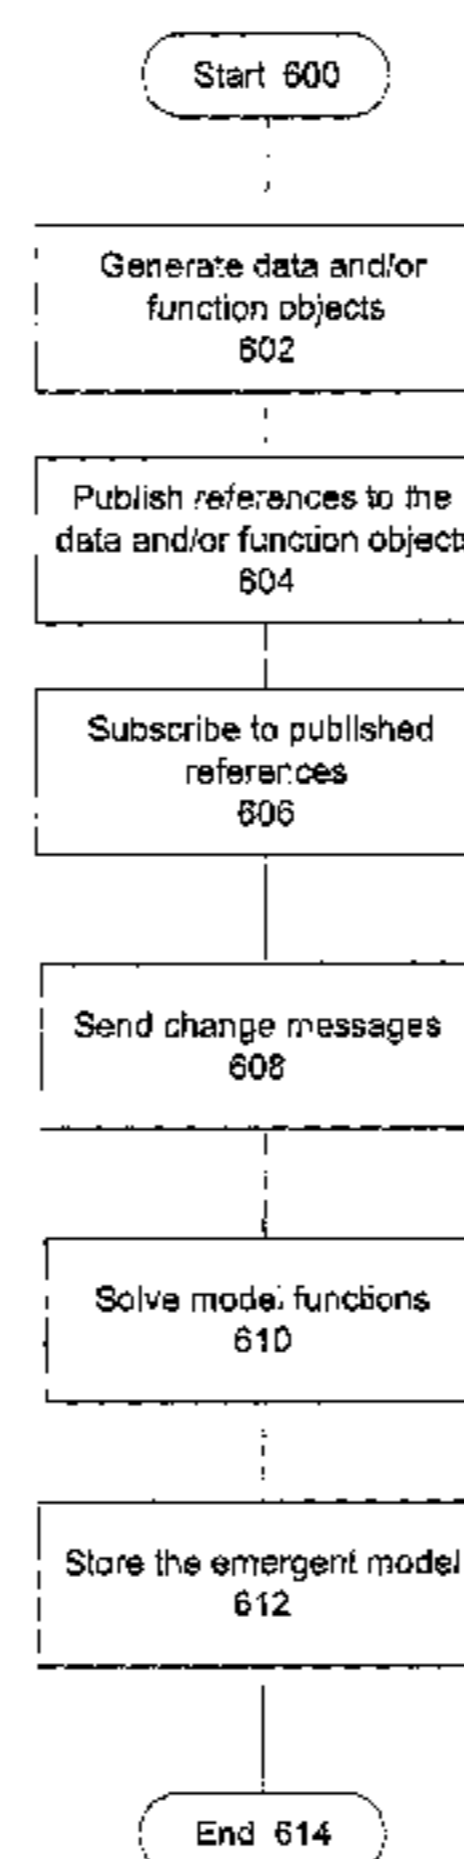 Start 600
Generate data and/or
function objects
602
Publish references to the
data and/or function objects
604
Subscribe to published
references
606
Send change messages
608
Solve model functions
610
Store the emergent model
612
End 614